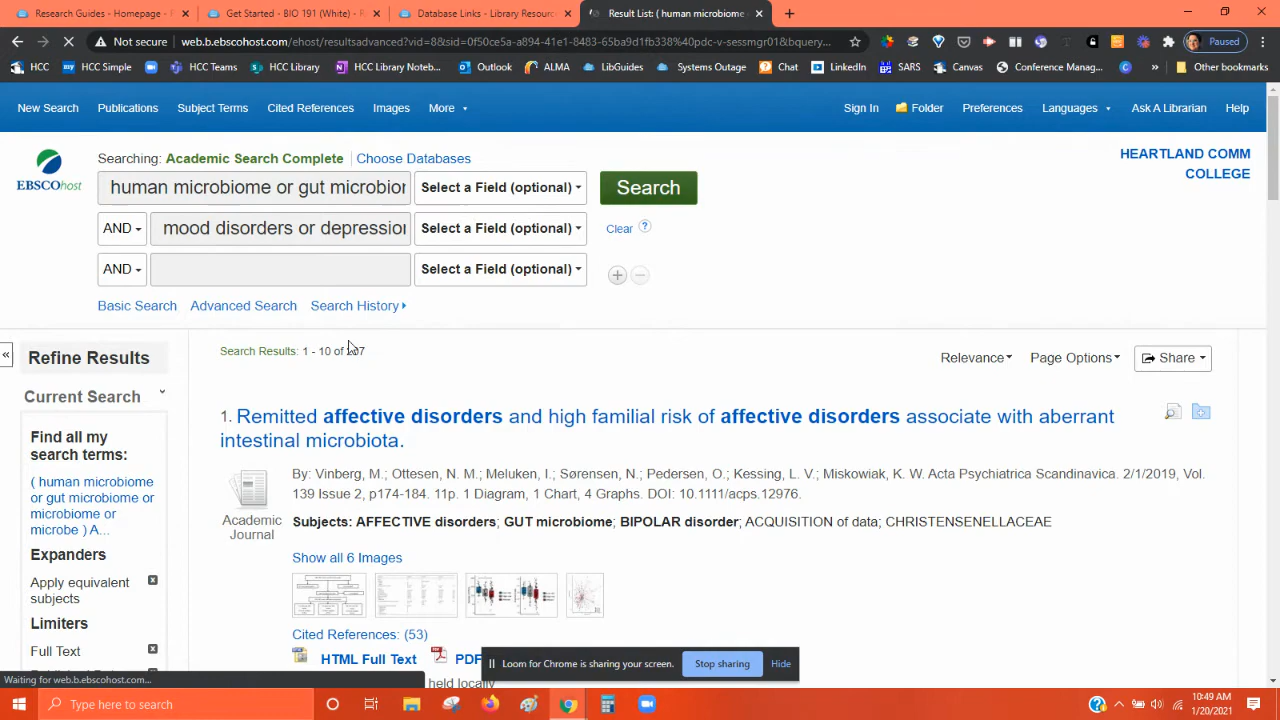 Research Guides - Homepage - R
Get Started - BIO 191 (White) - R
Database Links - Library Resourc
Result List: ( human microbiome
Not secure
web.b.ebscohost.com/ehost/resultsadvanced?vid=8&sid=0f50ce5a-a894-41e1-8483-65ba9d1fb338%40pdc-v-sessmgr01&bquery...
Paused
HCC
HCC Simple
HCC Teams
HCC Library
HCC Library Noteb...
Outlook
ALMA
LibGuides
Systems Outage
Chat
LinkedIn
SARS
Canvas
Conference Manag...
»
Other bookmarks
New Search
Publications
Subject Terms
Cited References
Images
More
Sign In
Folder
Preferences
Languages
Ask A Librarian
Help
Searching: Academic Search Complete
Choose Databases
HEARTLAND COMM
COLLEGE
EBSCOhost
human microbiome or gut microbior
Select a Field (optional)
Search
AND
mood disorders or depressio
Select a Field (optional)
Clear
?
AND
Select a Field (optional)
Basic Search
Advanced Search
Search History
«
Refine Results
Search Results: 1 - 10 of
07
Relevance
Page Options
Share
Current Search
Find all my
search terms:
( human microbiome
or gut microbiome or
microbiome or
microbe ) A...
Expanders
Apply equivalent
subjects
Limiters
Full Text
1. Remitted affective disorders and high familial risk of affective disorders associate with aberrant
intestinal microbiota.
By: Vinberg, M.; Ottesen, N. M.; Meluken, I.; Sørensen, N.; Pedersen, O.; Kessing, L. V.; Miskowiak, K. W. Acta Psychiatrica Scandinavica. 2/1/2019, Vol.
139 Issue 2, p174-184. 11p. 1 Diagram, 1 Chart, 4 Graphs. DOI: 10.1111/acps.12976.
Academic
Journal
Subjects: AFFECTIVE disorders; GUT microbiome; BIPOLAR disorder; ACQUISITION of data; CHRISTENSENELLACEAE
Show all 6 Images
Cited References: (53)
HTML Full Text
PDF
held locally
Loom for Chrome is sharing your screen.
Stop sharing
Hide
Waiting for web.b.ebscohost.com...
Type here to search
10:49 AM
1/20/2021